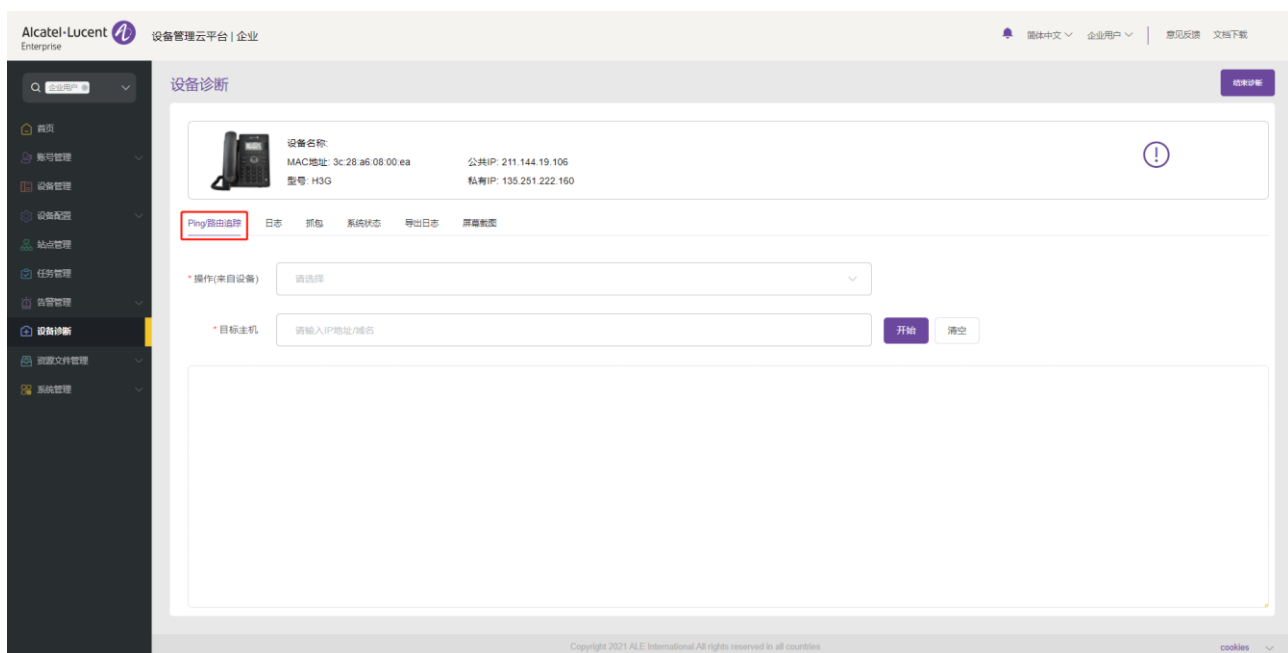 Alcatel·Lucent
Enterprise
设备管理云平台 | 企业
简体中文 企业用户 意见反馈 文档下载
企业用户
设备诊断
结束诊断
首页
账号管理
设备管理
设备配置
站点管理
任务管理
告警管理
设备诊断
资源文件管理
系统管理
设备名称:
MAC地址: 3c:28:a6:08:00:ea 公共IP: 211.144.19.106
型号: H3G 私有IP: 135.251.222.160
Ping/路由追踪 日志 抓包 系统状态 导出日志 屏幕截图
*操作(来自设备) 请选择
*目标主机 请输入IP地址/域名 开始 清空
Copyright 2021 ALE International.All rights reserved in all countries
cookies